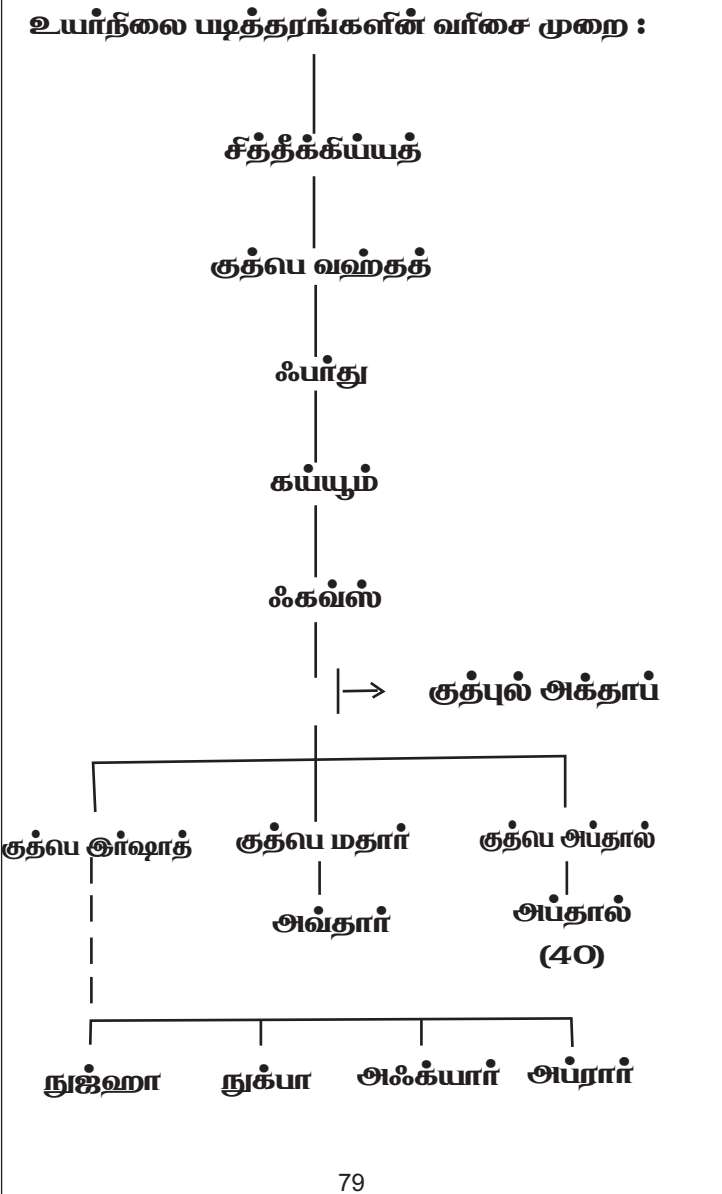 உயர்நிலை படித்தரங்களின் வரிசை முறை :
சித்தீக்கிய்யத்
குத்பெ வஹ்தத்
ஃபர்து
கய்யூம்
ஃகவ்ஸ்
குத்புல் அக்தாப்
குத்பெ இர்ஷாத் குத்பெ மதார் குத்பெ அப்தால்
அவ்தார் அப்தால்
(40)
நுஜ்ஹா நுக்பா அஃக்யார் அப்ரார்
79